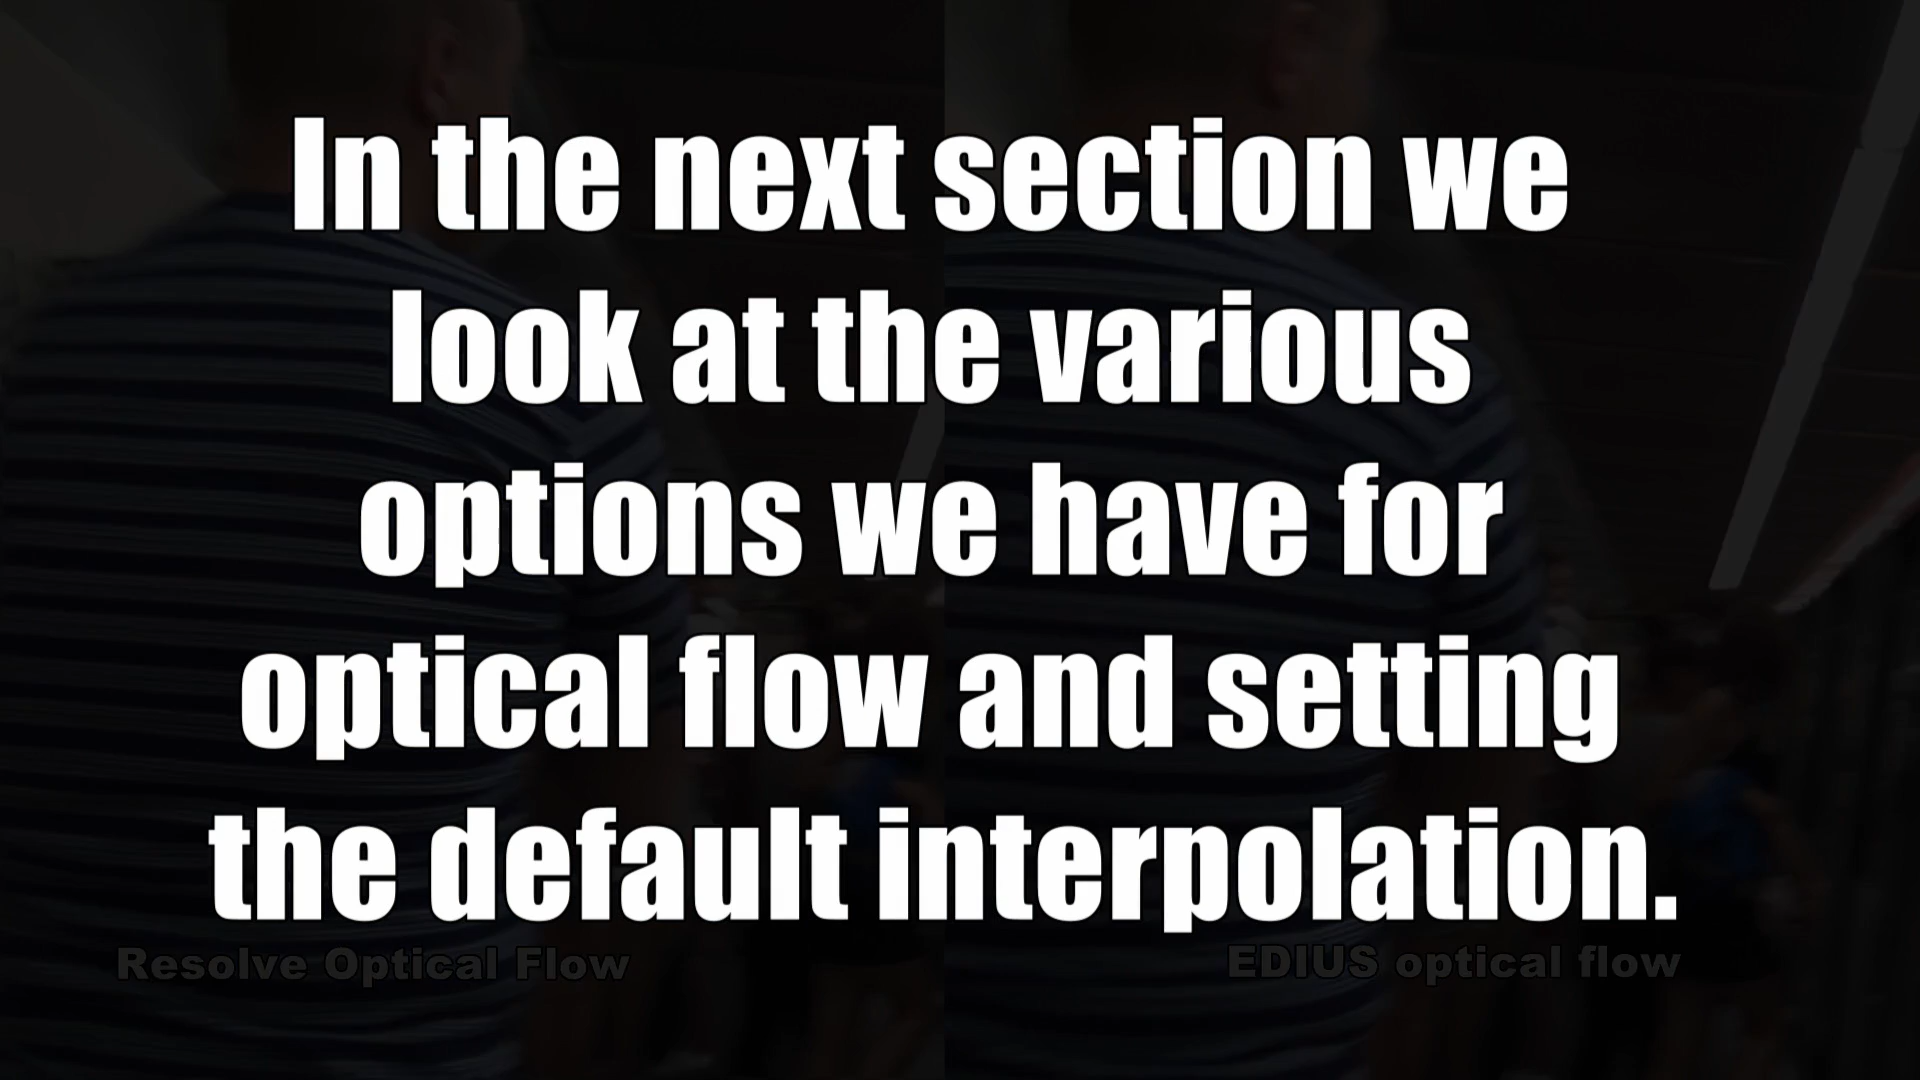 In the next section we
look at the various
options we have for
optical flow and setting
the default interpolation.
Resolve Optical Flow
EDIUS optical flow